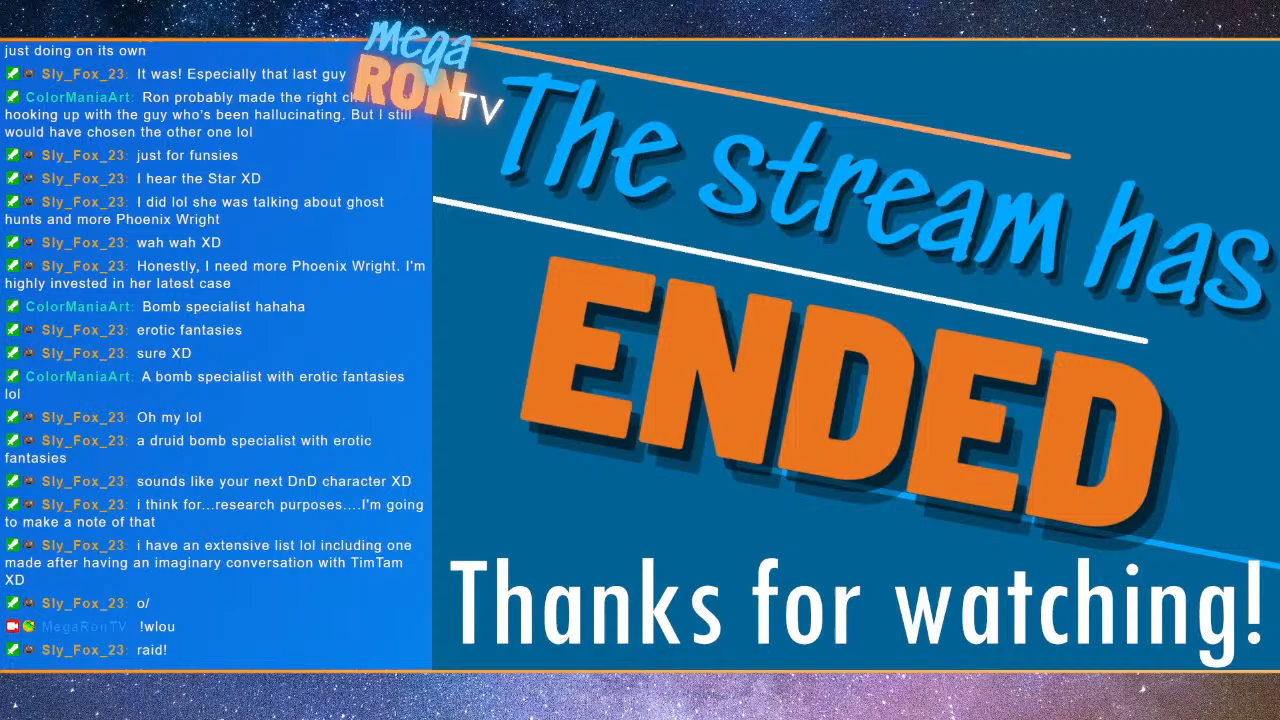 just doing on its own
Sly_Fox_23: It was! Especially that last guy
ColorManiaArt: Ron probably made the right
hooking up with the guy who's been hallucinating. But I still
would have chosen the other one lol
Sly_Fox_23: just for funsies
Sly_Fox_23: I hear the Star XD
Sly_Fox_23: I did lol she was talking about ghost
hunts and more Phoenix Wright
Sly_Fox_23: wah wah XD
Sly_Fox_23: Honestly, I need more Phoenix Wright. I'm
highly invested in her latest case
ColorManiaArt: Bomb specialist hahaha
Sly_Fox_23: erotic fantasies
Sly_Fox_23: sure XD
ColorManiaArt: A bomb specialist with erotic fantasies
lol
Sly_Fox_23: Oh my lol
Sly_Fox_23: a druid bomb specialist with erotic
fantasies
Sly_Fox_23: sounds like your next DnD character XD
Sly_Fox_23: i think for...research purposes....I'm going
to make a note of that
Sly_Fox_23: i have an extensive list lol including one
made after having an imaginary conversation with TimTam
XD
Sly_Fox_23: o/
MegaRonTV: !wlou
Sly_Fox_23: raid!
mega
RON
TV
The stream has
ENDED
Thanks for watching!